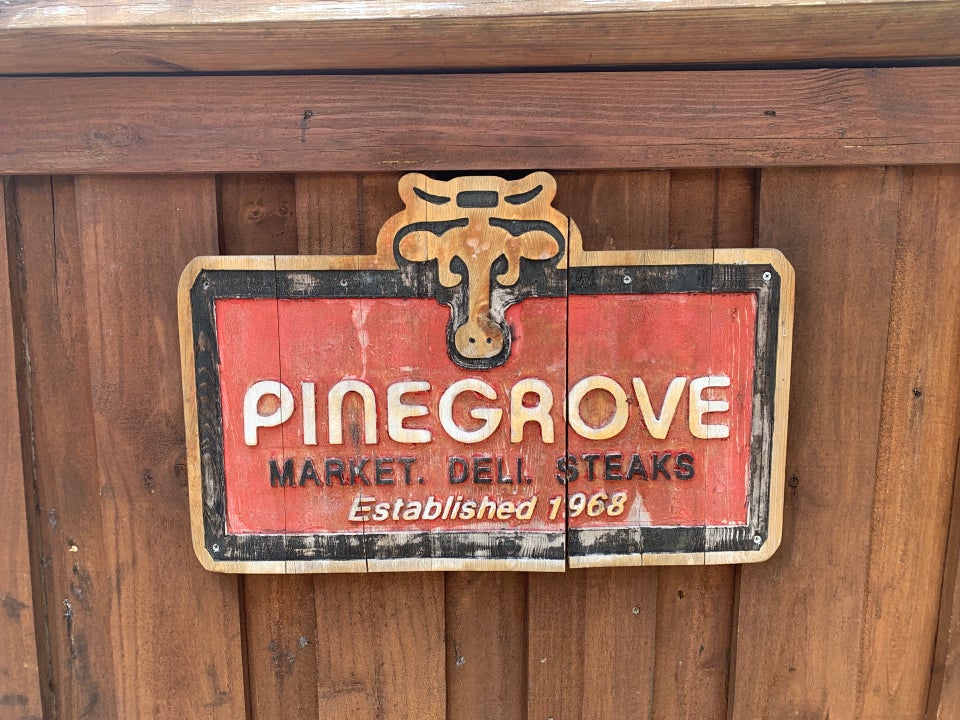 PINEGROVE
MARKET. DELI. STEAKS
Established 1968